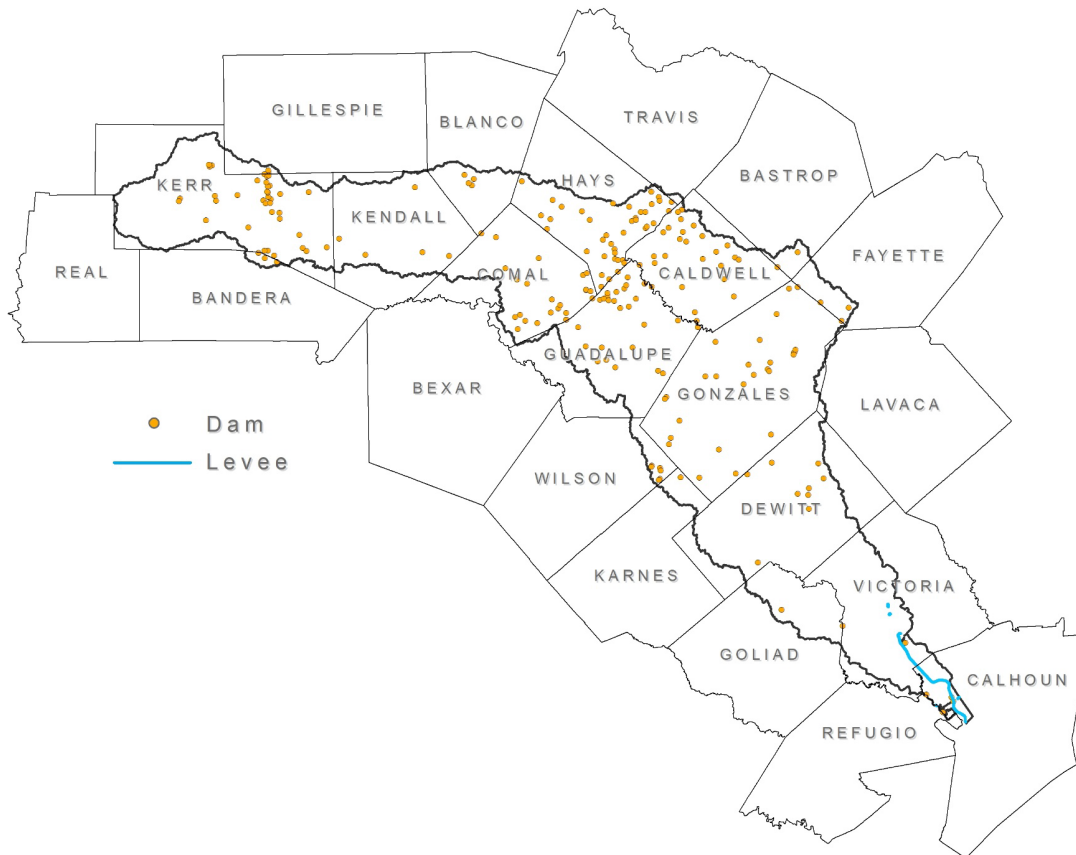 GILLESPIE
BLANCO
TRAVIS
HAYS
BASTROP
KERR
KENDALL
FAYETTE
REAL
BANDERA
COMAL
CALDWELL
GUADALUPE
BEXAR
GONZALES
LAVACA
Dam
Levee
WILSON
DEWITT
KARNES
VICTORIA
GOLIAD
CALHOUN
REFUGIO